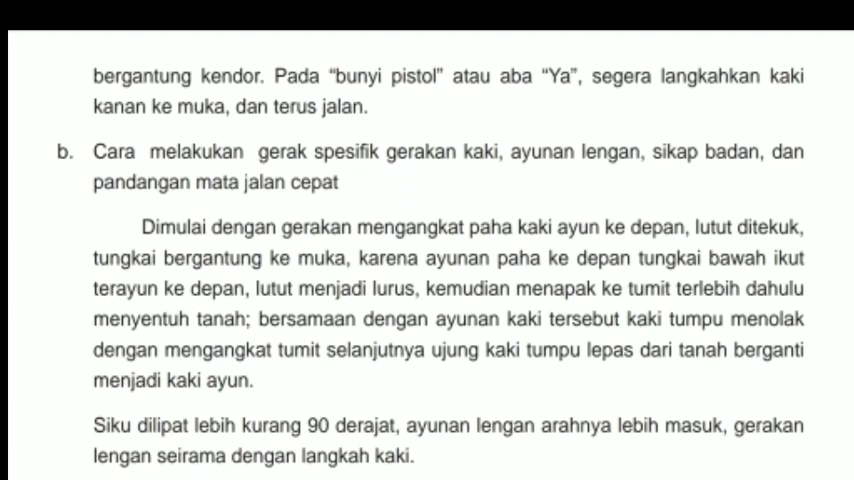 bergantung kendor. Pada “bunyi pistol” atau aba “Ya”, segera langkahkan kaki
kanan ke muka, dan terus jalan.
b. Cara melakukan gerak spesifik gerakan kaki, ayunan lengan, sikap badan, dan
pandangan mata jalan cepat
Dimulai dengan gerakan mengangkat paha kaki ayun ke depan, lutut ditekuk,
tungkai bergantung ke muka, karena ayunan paha ke depan tungkai bawah ikut
terayun ke depan, lutut menjadi lurus, kemudian menapak ke tumit terlebih dahulu
menyentuh tanah; bersamaan dengan ayunan kaki tersebut kaki tumpu menolak
dengan mengangkat tumit selanjutnya ujung kaki tumpu lepas dari tanah berganti
menjadi kaki ayun.
Siku dilipat lebih kurang 90 derajat, ayunan lengan arahnya lebih masuk, gerakan
lengan seirama dengan langkah kaki.